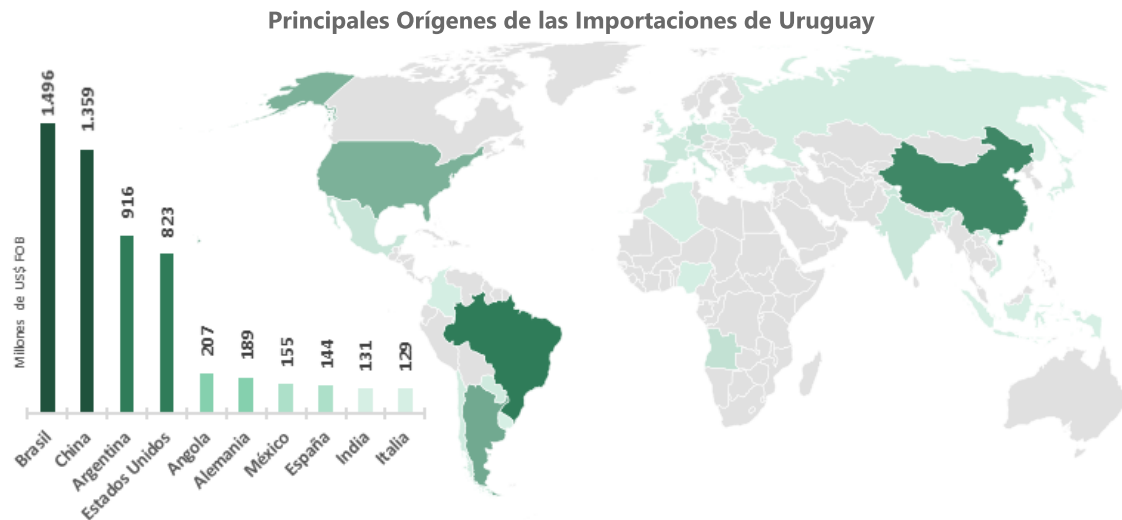 Principales Orígenes de las Importaciones de Uruguay
Millones de US$ FOB
1.496
1.359
916
823
207
189
155
144
131
129
Brasil
China
Argentina
Estados Unidos
Angola
Alemania
México
España
India
Italia